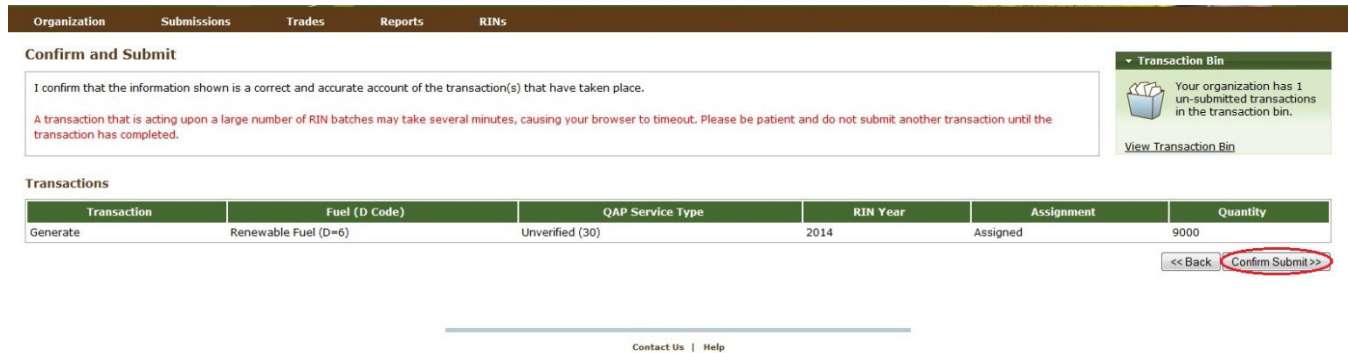 Organization Submissions Trades Reports RINs
Confirm and Submit
I confirm that the information shown is a correct and accurate account of the transaction(s) that have taken place.
A transaction that is acting upon a large number of RIN batches may take several minutes, causing your browser to timeout. Please be patient and do not submit another transaction until the
transaction has completed.
Transaction Bin
Your organization has 1
un-submitted transactions
in the transaction bin.
View Transaction Bin
Transactions
Transaction Fuel (D Code) QAP Service Type RIN Year Assignment Quantity
Generate Renewable Fuel (D=6) Unverified (30) 2014 Assigned 9000
<< Back Confirm Submit >>
Contact Us | Help